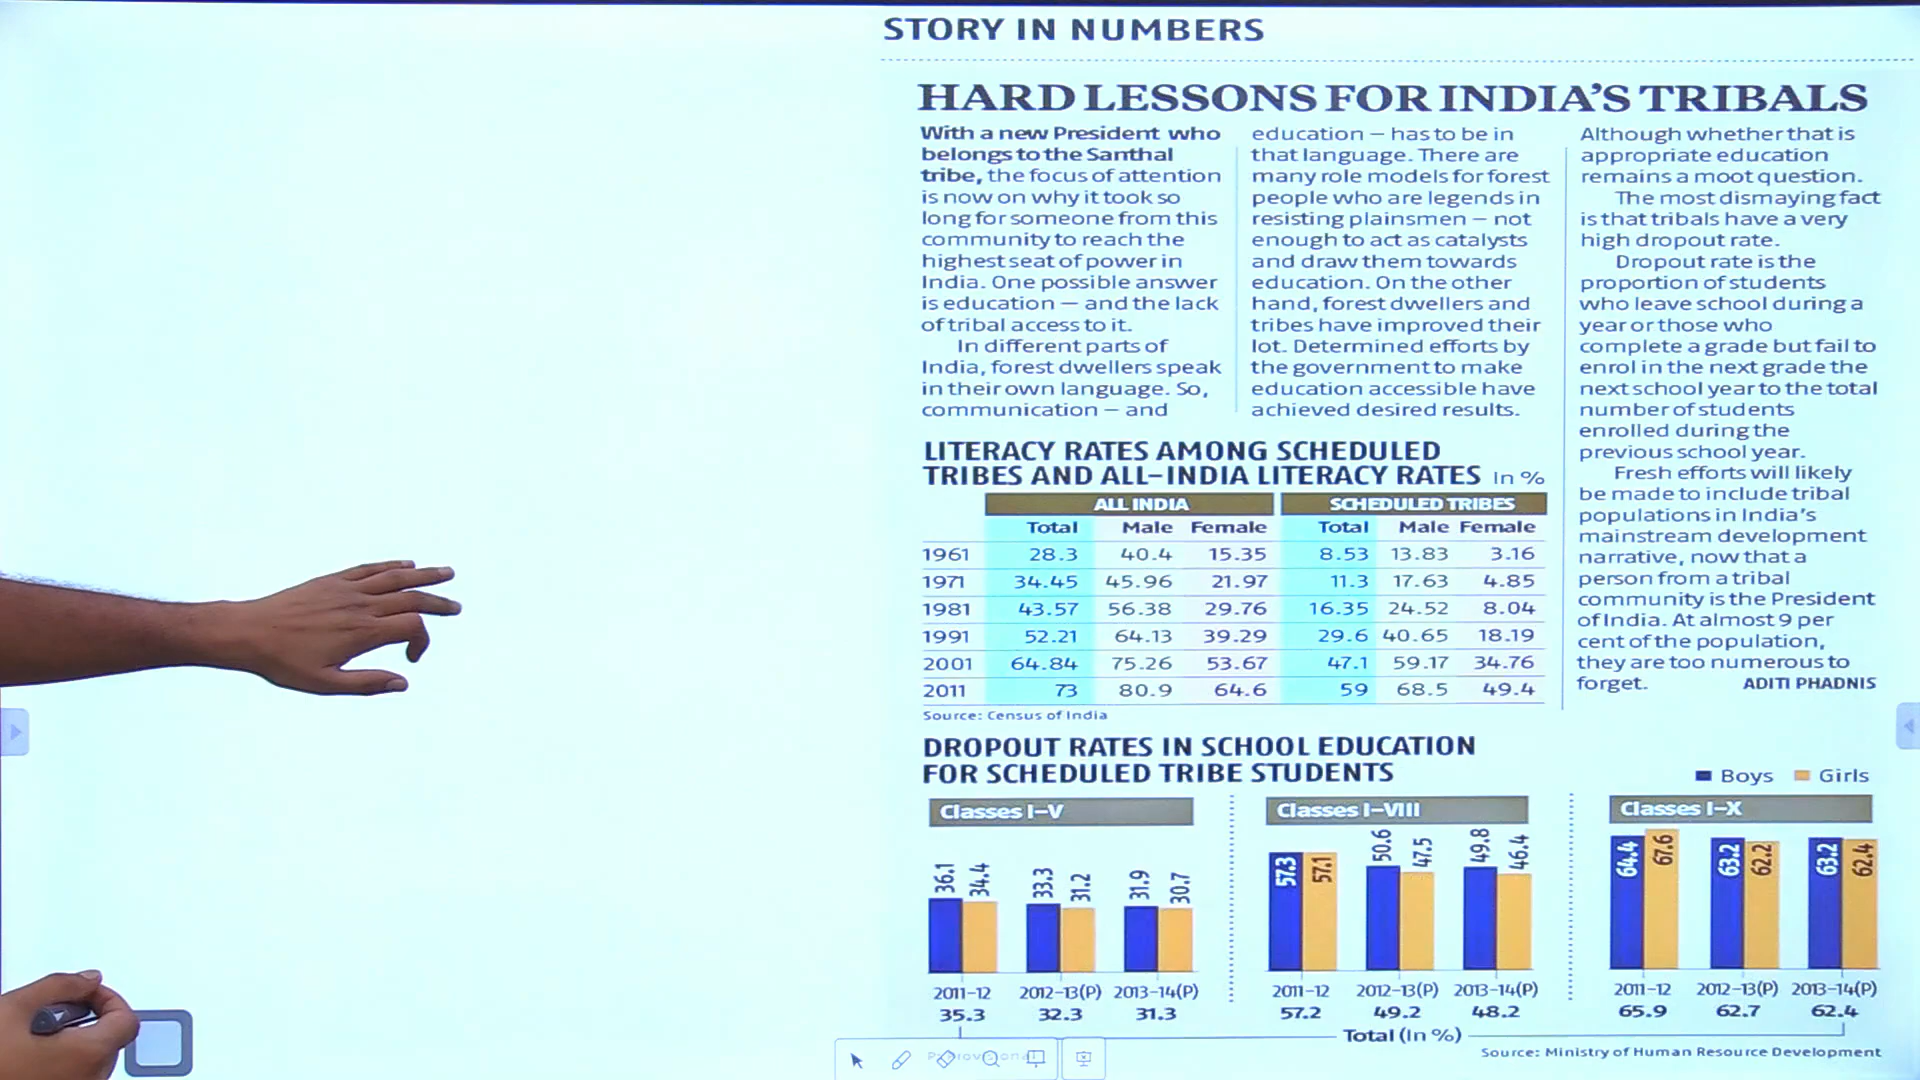 STORY IN NUMBERS
HARD LESSONS FOR INDIA'S TRIBALS
With a new President who
belongs to the Santhal
tribe, the focus of attention
is now on why it took so
long for someone from this
community to reach the
highest seat of power in
India. One possible answer
is education – and the lack
of tribal access to it.
In different parts of
India, forest dwellers speak
in their own language. So,
communication – and
education – has to be in
that language. There are
many role models for forest
people who are legends in
resisting plainsmen – not
enough to act as catalysts
and draw them towards
education. On the other
hand, forest dwellers and
tribes have improved their
lot. Determined efforts by
the government to make
education accessible have
achieved desired results.
Although whether that is
appropriate education
remains a moot question.
The most dismaying fact
is that tribals have a very
high dropout rate.
Dropout rate is the
proportion of students
who leave school during a
year or those who
complete a grade but fail to
enrol in the next grade the
next school year to the total
number of students
enrolled during the
previous school year.
Fresh efforts will likely
be made to include tribal
populations in India's
mainstream development
narrative, now that a
person from a tribal
community is the President
of India. At almost 9 per
cent of the population,
they are too numerous to
forget. ADITI PHADNIS
LITERACY RATES AMONG SCHEDULED
TRIBES AND ALL-INDIA LITERACY RATES In %
ALL INDIA SCHEDULED TRIBES
Total Male Female Total Male Female
1961 28.3 40.4 15.35 8.53 13.83 3.16
1971 34.45 45.96 21.97 11.3 17.63 4.85
1981 43.57 56.38 29.76 16.35 24.52 8.04
1991 52.21 64.13 39.29 29.6 40.65 18.19
2001 64.84 75.26 53.67 47.1 59.17 34.76
2011 73 80.9 64.6 59 68.5 49.4
Source: Census of India
DROPOUT RATES IN SCHOOL EDUCATION
FOR SCHEDULED TRIBE STUDENTS
Boys Girls
Classes I-V
36.1 34.4 33.3 31.2 31.9 30.7
2011-12 2012-13(P) 2013-14(P)
35.3 32.3 31.3
Classes I-VIII
57.3 57.1 50.6 47.5 49.8 46.4
2011-12 2012-13(P) 2013-14(P)
57.2 49.2 48.2
Classes I-X
64.4 67.6 63.2 62.2 63.2 62.4
2011-12 2012-13(P) 2013-14(P)
65.9 62.7 62.4
Total (In %)
Source: Ministry of Human Resource Development